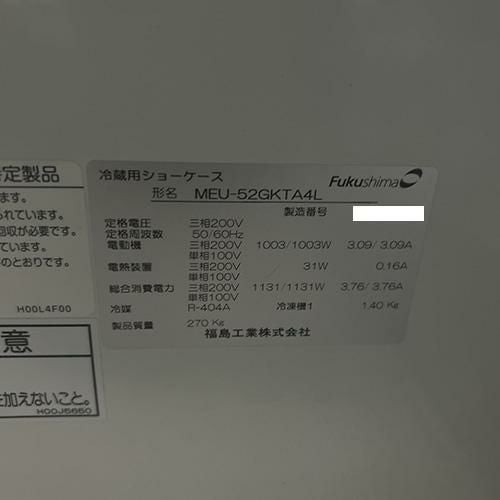 定製品
います。
られています。
回収が必要です。
ています。
のとおりです。
H00L4F00
意
を加えないこと。
H00J5650
冷蔵用ショーケース
Fukushima
形名 MEU-52GKTA4L
製造番号
定格電圧 三相200V
定格周波数 50/60Hz
電動機 三相200V 1003/1003W 3.09/3.09A
単相100V
電熱装置 三相200V 31W 0.16A
単相100V
総合消費電力 三相200V 1131/1131W 3.76/3.76A
単相100V
冷媒 R-404A 冷凍機1 1.40 Kg
製品質量 270 Kg
福島工業株式会社